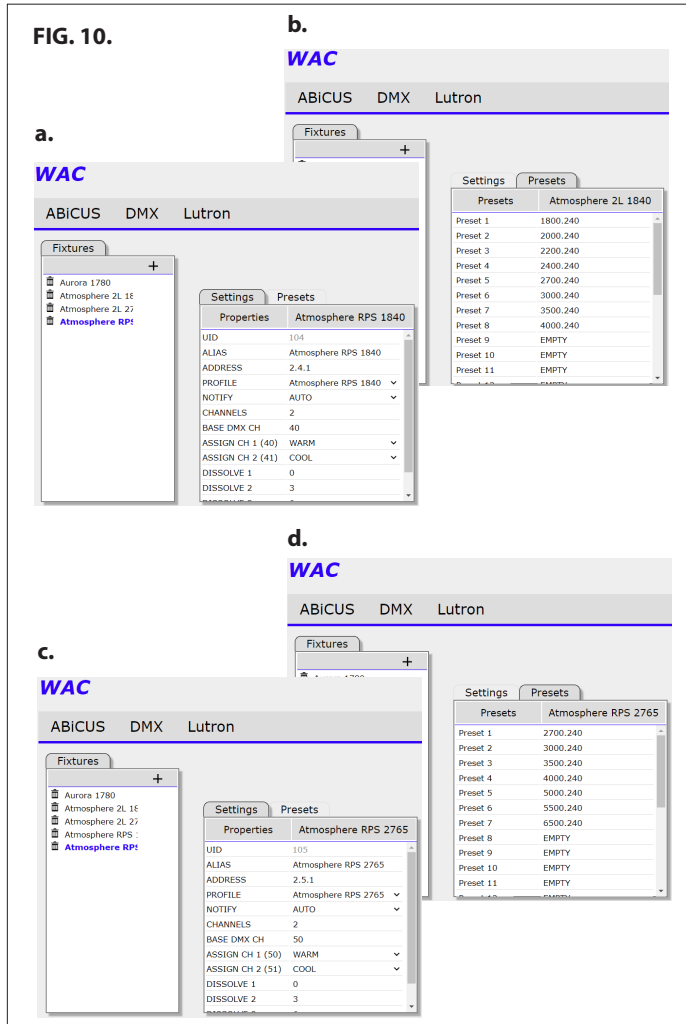 FIG. 10.
b.
WAC
ABiCUS DMX Lutron
Fixtures
+
Settings Presets
Presets Atmosphere 2L 1840
Preset 1 1800.240
Preset 2 2000.240
Preset 3 2200.240
Preset 4 2400.240
Preset 5 2700.240
Preset 6 3000.240
Preset 7 3500.240
Preset 8 4000.240
Preset 9 EMPTY
Preset 10 EMPTY
Preset 11 EMPTY
a.
WAC
ABiCUS DMX Lutron
Fixtures
+
Aurora 1780
Atmosphere 2L 18
Atmosphere 2L 27
Atmosphere RPS
Settings Presets
Properties Atmosphere RPS 1840
UID 104
ALIAS Atmosphere RPS 1840
ADDRESS 2.4.1
PROFILE Atmosphere RPS 1840
NOTIFY AUTO
CHANNELS 2
BASE DMX CH 40
ASSIGN CH 1 (40) WARM
ASSIGN CH 2 (41) COOL
DISSOLVE 1 0
DISSOLVE 2 3
d.
WAC
ABiCUS DMX Lutron
Fixtures
+
Settings Presets
Presets Atmosphere RPS 2765
Preset 1 2700.240
Preset 2 3000.240
Preset 3 3500.240
Preset 4 4000.240
Preset 5 5000.240
Preset 6 5500.240
Preset 7 6500.240
Preset 8 EMPTY
Preset 9 EMPTY
Preset 10 EMPTY
Preset 11 EMPTY
c.
WAC
ABiCUS DMX Lutron
Fixtures
+
Aurora 1780
Atmosphere 2L 18
Atmosphere 2L 27
Atmosphere RPS
Atmosphere RPS
Settings Presets
Properties Atmosphere RPS 2765
UID 105
ALIAS Atmosphere RPS 2765
ADDRESS 2.5.1
PROFILE Atmosphere RPS 2765
NOTIFY AUTO
CHANNELS 2
BASE DMX CH 50
ASSIGN CH 1 (50) WARM
ASSIGN CH 2 (51) COOL
DISSOLVE 1 0
DISSOLVE 2 3